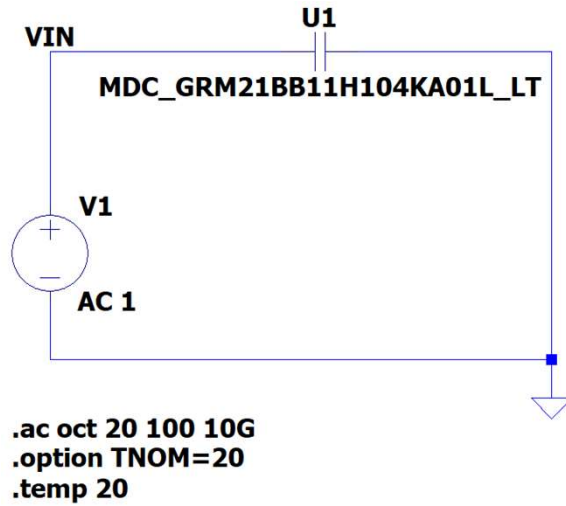 U1
VIN
MDC_GRM21BB11H104KA01L_LT
V1
AC 1
.ac oct 20 100 10G
.option TNOM=20
.temp 20